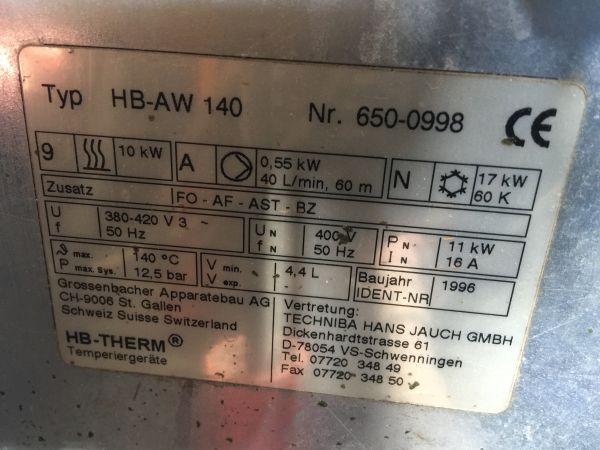 Typ HB-AW 140 Nr. 650-0998 CE
9 10 kW A 0,55 kW 40 L/min, 60 m N 17 kW 60 K
Zusatz FO - AF - AST - BZ
U f 380-420 V 3 ~ 50 Hz U N f N 400 V 50 Hz P N I N 11 kW 16 A
ϑ max. P max. Sys. 140 °C 12,5 bar V min. V exp. 4,4 L Baujahr IDENT-NR 1996
Grossenbacher Apparatebau AG
CH-9006 St. Gallen
Schweiz Suisse Switzerland
HB-THERM®
Temperiergeräte
Vertretung:
TECHNIBA HANS JAUCH GMBH
Dickenhardtstrasse 61
D-78054 VS-Schwenningen
Tel. 07720 348 49
Fax 07720 348 50